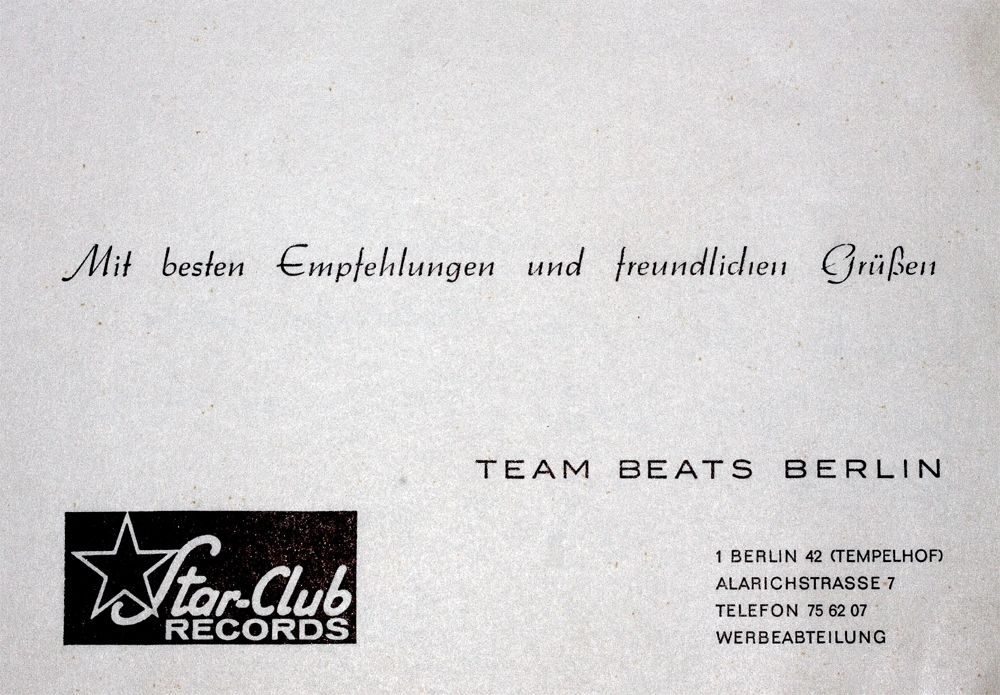 Mit besten Empfehlungen und freundlichen Grüßen
TEAM BEATS BERLIN
Star-Club
RECORDS
1 BERLIN 42 (TEMPELHOF)
ALARICHSTRASSE 7
TELEFON 75 62 07
WERBEABTEILUNG